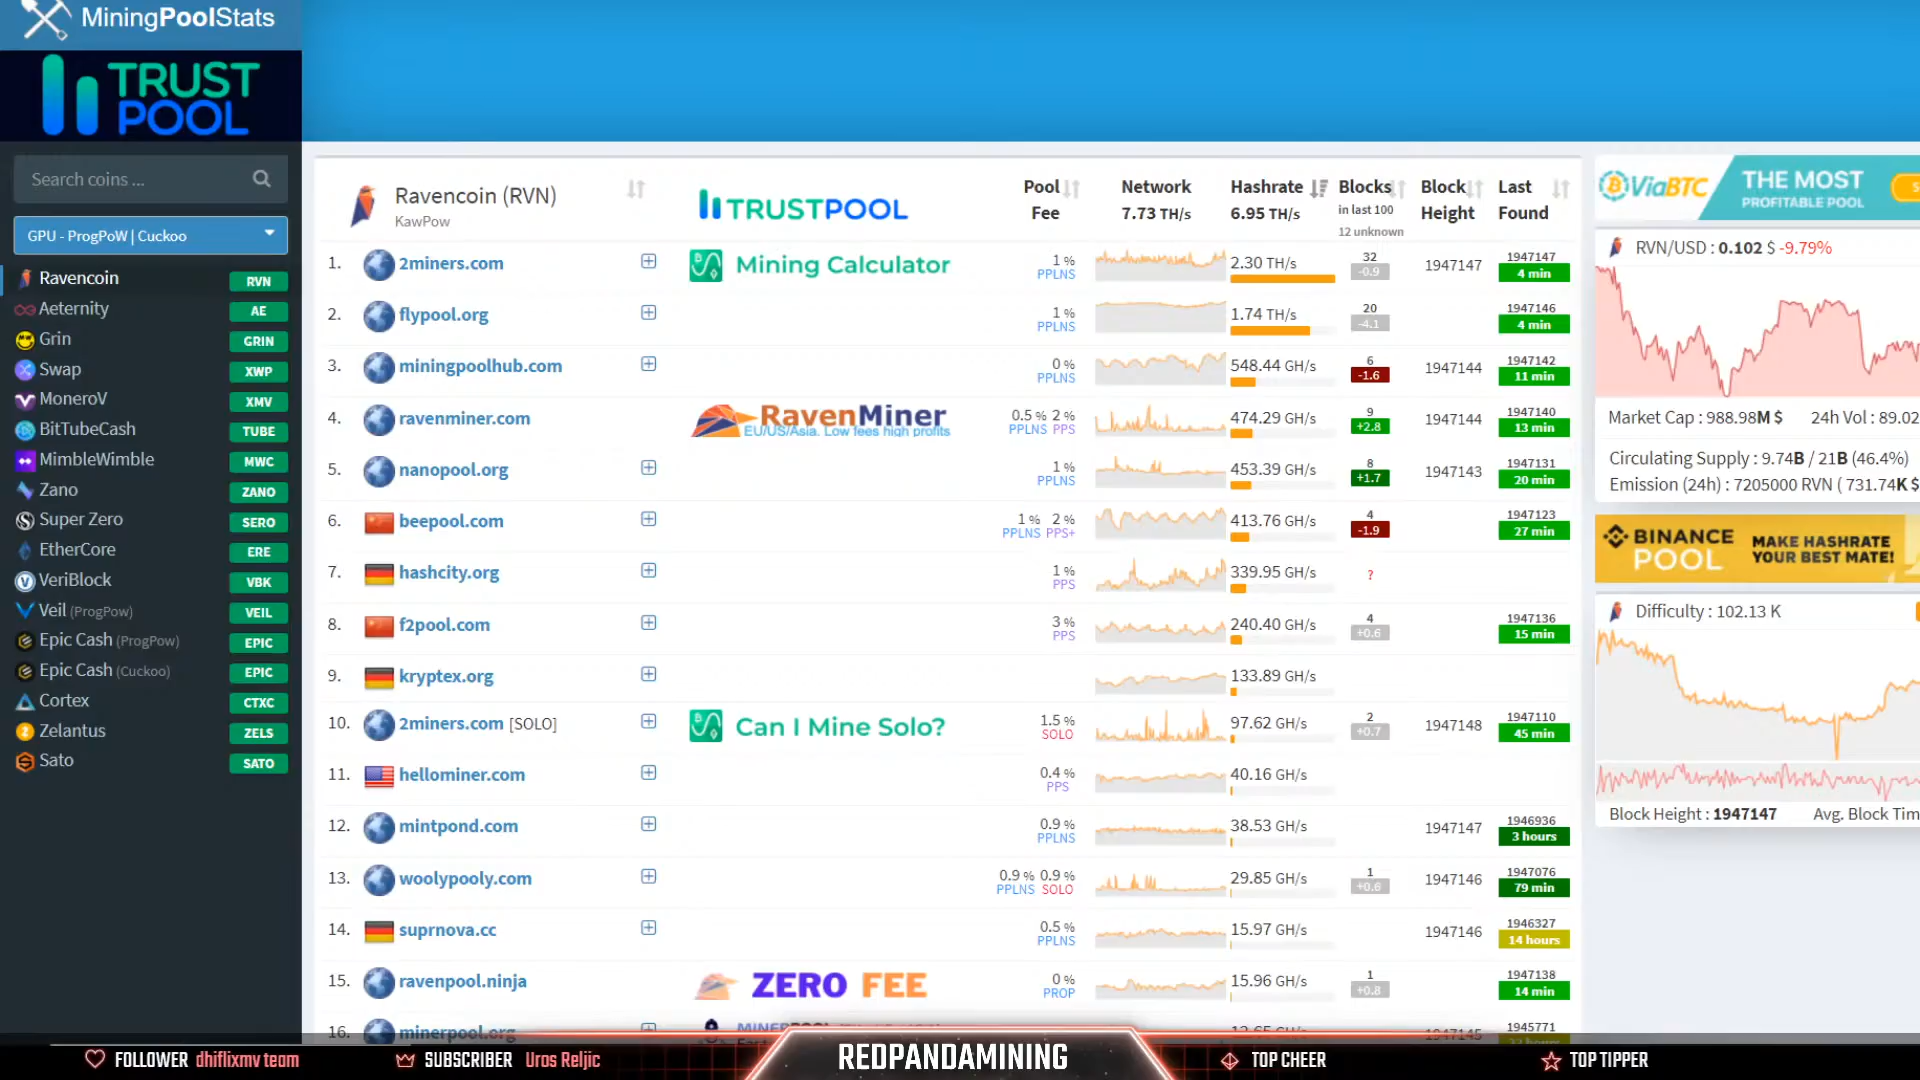 MiningPoolStats
TRUST
POOL
Search coins ...
GPU - ProgPoW | Cuckoo
Ravencoin RVN
Aeternity AE
Grin GRIN
Swap XWP
MoneroV XMV
BitTubeCash TUBE
MimbleWimble MWC
Zano ZANO
Super Zero SERO
EtherCore ERE
VeriBlock VBK
Veil (ProgPow) VEIL
Epic Cash (ProgPow) EPIC
Epic Cash (Cuckoo) EPIC
Cortex CTXC
Zelantus ZELS
Sato SATO
Ravencoin (RVN)
KawPow
TRUSTPOOL
Pool Fee
Network
7.73 TH/s
Hashrate
6.95 TH/s
Blocks
in last 100
12 unknown
Block Height
Last Found
1. 2miners.com Mining Calculator 1 % PPLNS 2.30 TH/s 32 -0.9 1947147 1947147 4 min
2. flypool.org 1 % PPLNS 1.74 TH/s 20 -4.1 1947146 4 min
3. miningpoolhub.com 0 % PPLNS 548.44 GH/s 6 -1.6 1947144 1947142 11 min
4. ravenminer.com RavenMiner EU/US/Asia. Low fees high profits 0.5 % 2 % PPLNS PPS 474.29 GH/s 9 +2.8 1947144 1947140 13 min
5. nanopool.org 1 % PPLNS 453.39 GH/s 8 +1.7 1947143 1947131 20 min
6. beepool.com 1 % 2 % PPLNS PPS+ 413.76 GH/s 4 -1.9 1947123 27 min
7. hashcity.org 1 % PPS 339.95 GH/s ?
8. f2pool.com 3 % PPS 240.40 GH/s 4 +0.6 1947136 15 min
9. kryptex.org 133.89 GH/s
10. 2miners.com [SOLO] Can I Mine Solo? 1.5 % SOLO 97.62 GH/s 2 +0.7 1947148 1947110 45 min
11. hellominer.com 0.4 % PPS 40.16 GH/s
12. mintpond.com 0.9 % PPLNS 38.53 GH/s 1947147 1946936 3 hours
13. woolypooly.com 0.9 % 0.9 % PPLNS SOLO 29.85 GH/s 1 +0.6 1947146 1947076 79 min
14. suprnova.cc 0.5 % PPLNS 15.97 GH/s 1947146 1946327 14 hours
15. ravenpool.ninja ZERO FEE 0 % PROP 15.96 GH/s 1 +0.8 1947138 14 min
16. minerpool.org 1947145 1945771
ViaBTC THE MOST
PROFITABLE POOL
RVN/USD : 0.102 $ -9.79%
Market Cap : 988.98M $ 24h Vol : 89.02
Circulating Supply : 9.74B / 21B (46.4%)
Emission (24h) : 7205000 RVN ( 731.74K $
BINANCE POOL MAKE HASHRATE
YOUR BEST MATE!
Difficulty : 102.13 K
Block Height : 1947147 Avg. Block Tim
FOLLOWER dhiflixmv team
SUBSCRIBER Uros Reljic
REDPANDAMINING
TOP CHEER
TOP TIPPER